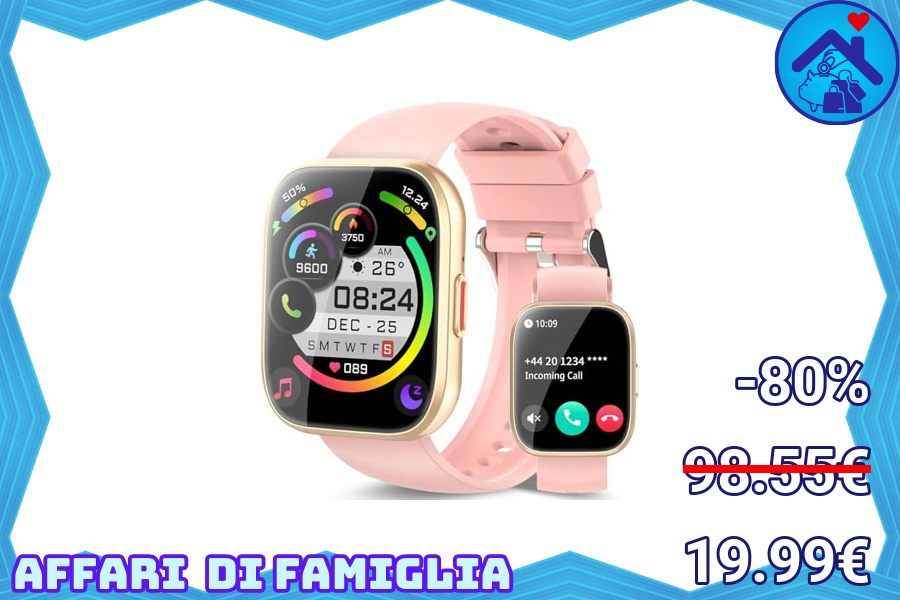 50%
12.24
3750
9600
AM
26°
08:24
DEC - 25
S M T W T F S
089
10:09
+44 20 1234 ****
Incoming Call
-80%
98.55€
19.99€
AFFARI DI FAMIGLIA